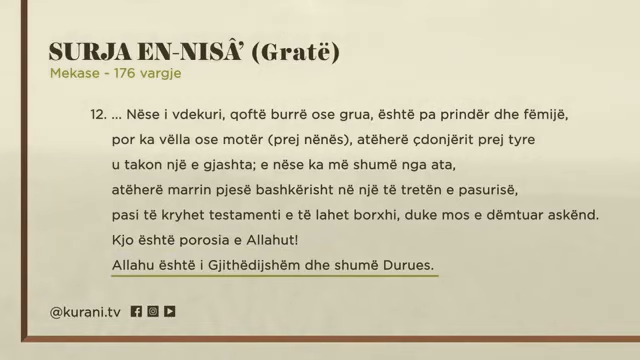 SURJA EN-NISÂ’ (Gratë)
Mekase - 176 vargje
12. ... Nëse i vdekuri, qoftë burrë ose grua, është pa prindër dhe fëmijë,
por ka vëlla ose motër (prej nënës), atëherë çdonjërit prej tyre
u takon një e gjashta; e nëse ka më shumë nga ata,
atëherë marrin pjesë bashkërisht në një të tretën e pasurisë,
pasi të kryhet testamenti e të lahet borxhi, duke mos e dëmtuar askënd.
Kjo është porosia e Allahut!
Allahu është i Gjithëdijshëm dhe shumë Durues.
@kurani.tv